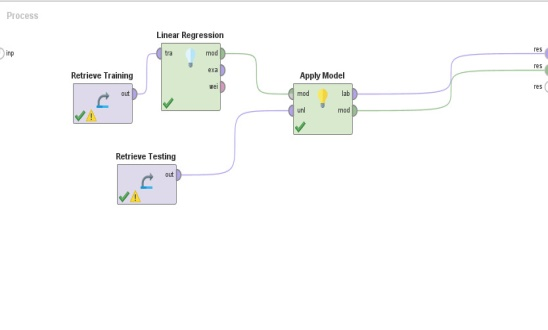 Process
Linear Regression
inp
tra
mod
exa
wei
res
res
res
Retrieve Training
out
Apply Model
mod
lab
unl
mod
Retrieve Testing
out